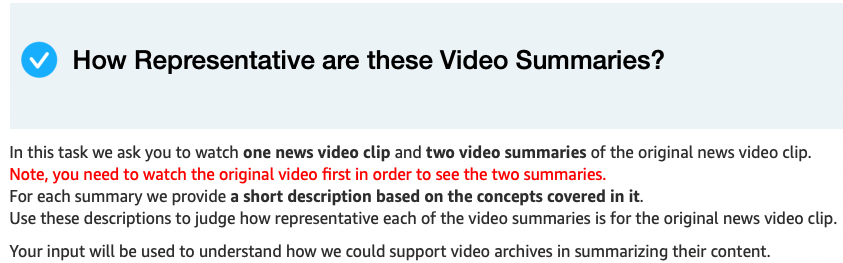 How Representative are these Video Summaries?
In this task we ask you to watch one news video clip and two video summaries of the original news video clip.
Note, you need to watch the original video first in order to see the two summaries.
For each summary we provide a short description based on the concepts covered in it.
Use these descriptions to judge how representative each of the video summaries is for the original news video clip.
Your input will be used to understand how we could support video archives in summarizing their content.